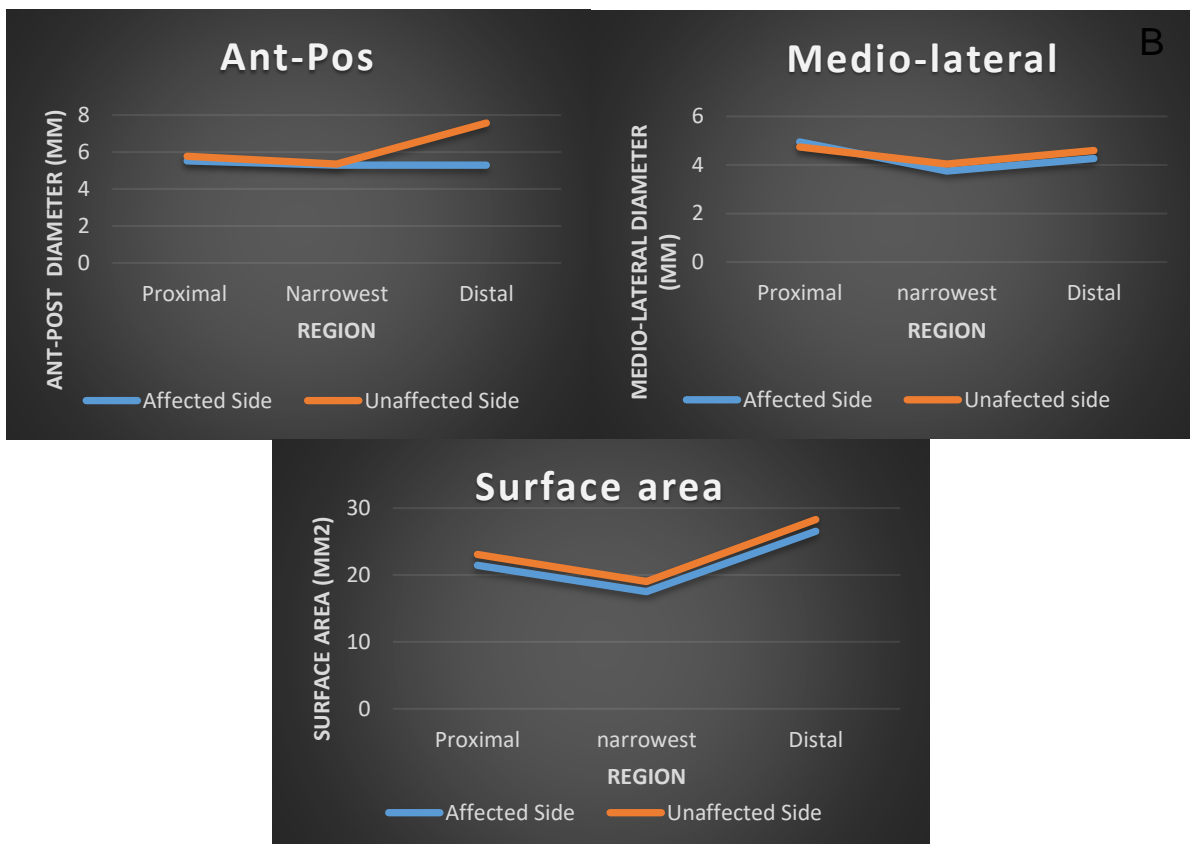 Ant-Pos
ANT-POST DIAMETER (MM)
8
6
4
2
0
Proximal Narrowest Distal
REGION
Affected Side Unaffected Side
B
Medio-lateral
MEDIO-LATERAL DIAMETER
(MM)
6
4
2
0
Proximal narrowest Distal
REGION
Affected Side Unafected side
Surface area
SURFACE AREA (MM2)
30
20
10
0
Proximal narrowest Distal
REGION
Affected Side Unaffected Side